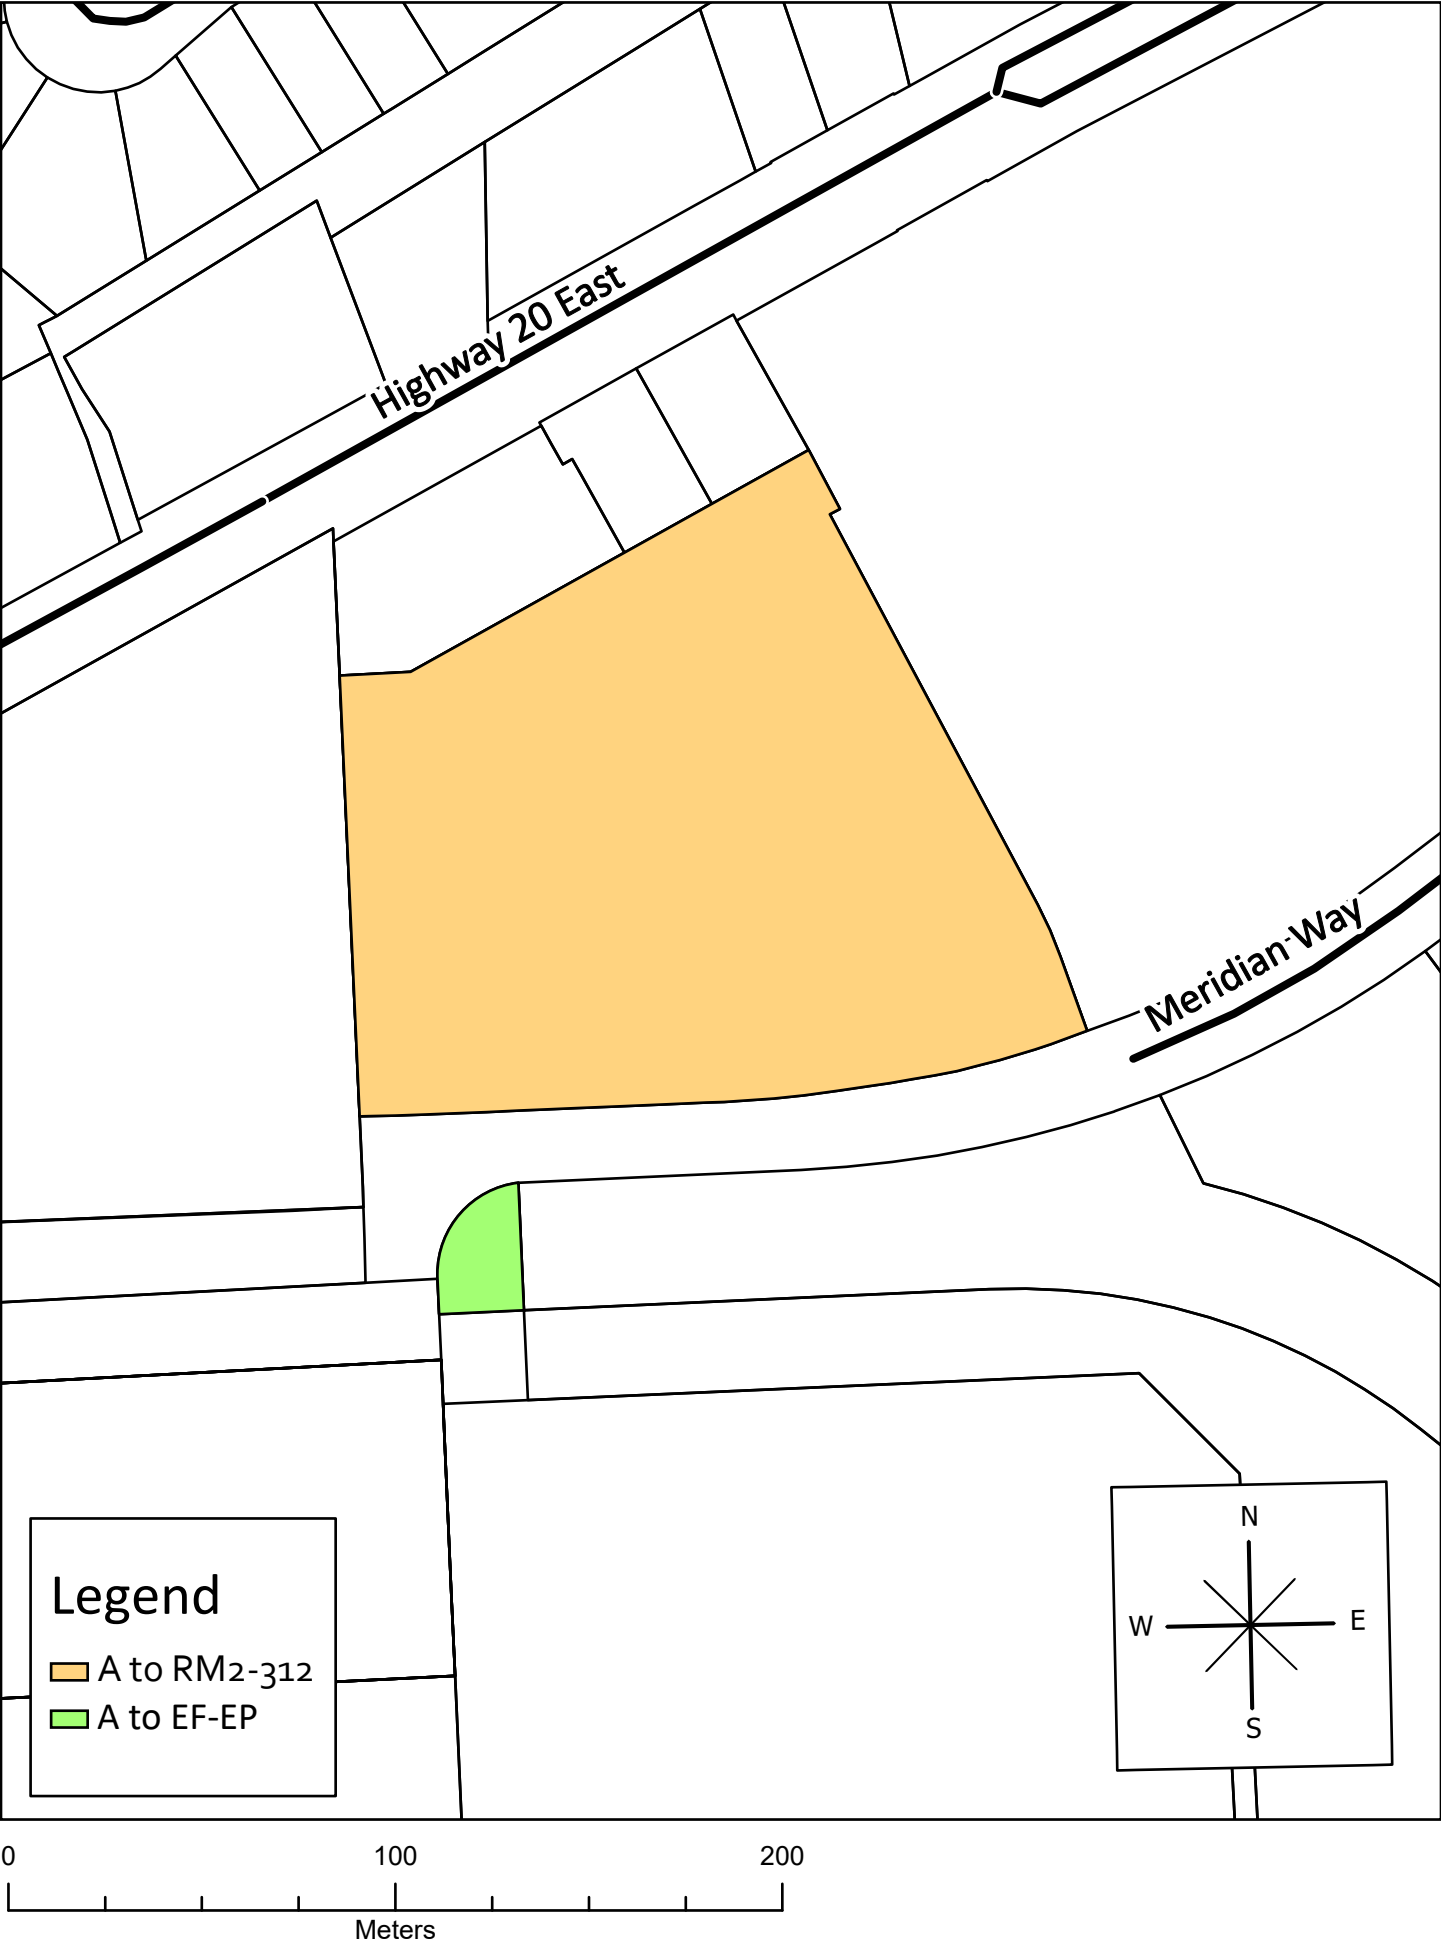 Highway 20 East
Meridian Way
N
W
E
S
Legend
A to RM2-312
A to EF-EP
0
100
200
Meters